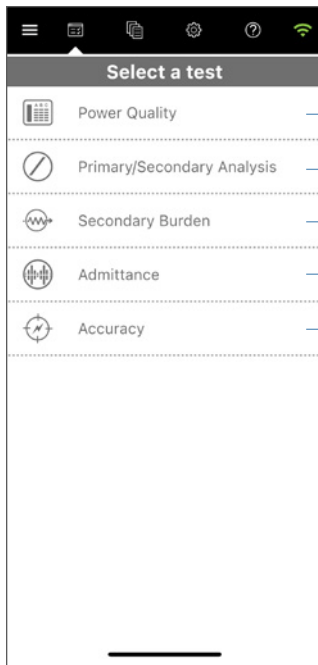 Select a test
Power Quality
Primary/Secondary Analysis
Secondary Burden
Admittance
Accuracy